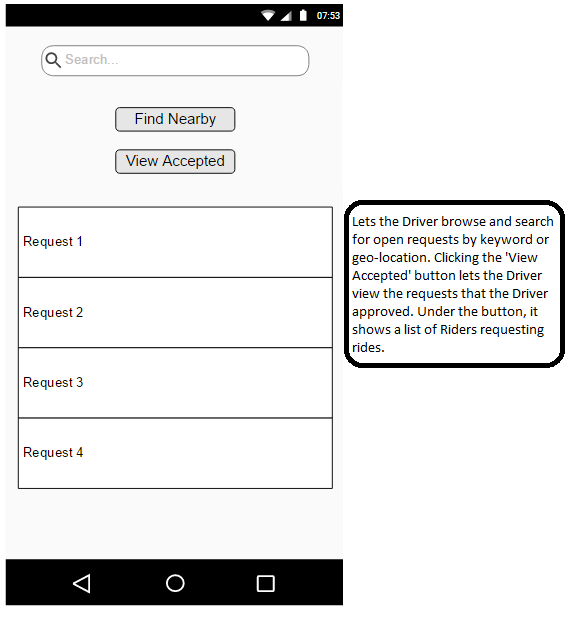 07:53
Search...
Find Nearby
View Accepted
Request 1
Request 2
Request 3
Request 4
Lets the Driver browse and search
for open requests by keyword or
geo-location. Clicking the 'View
Accepted' button lets the Driver
view the requests that the Driver
approved. Under the button, it
shows a list of Riders requesting
rides.